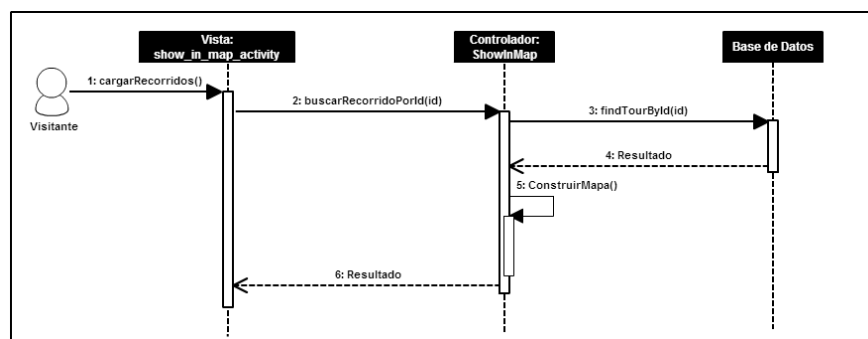 Vista:
show_in_map_activity
Controlador:
ShowInMap
Base de Datos
1: cargarRecorridos()
Visitante
2: buscarRecorridoPorId(id)
3: findTourById(id)
4: Resultado
5: ConstruirMapa()
6: Resultado